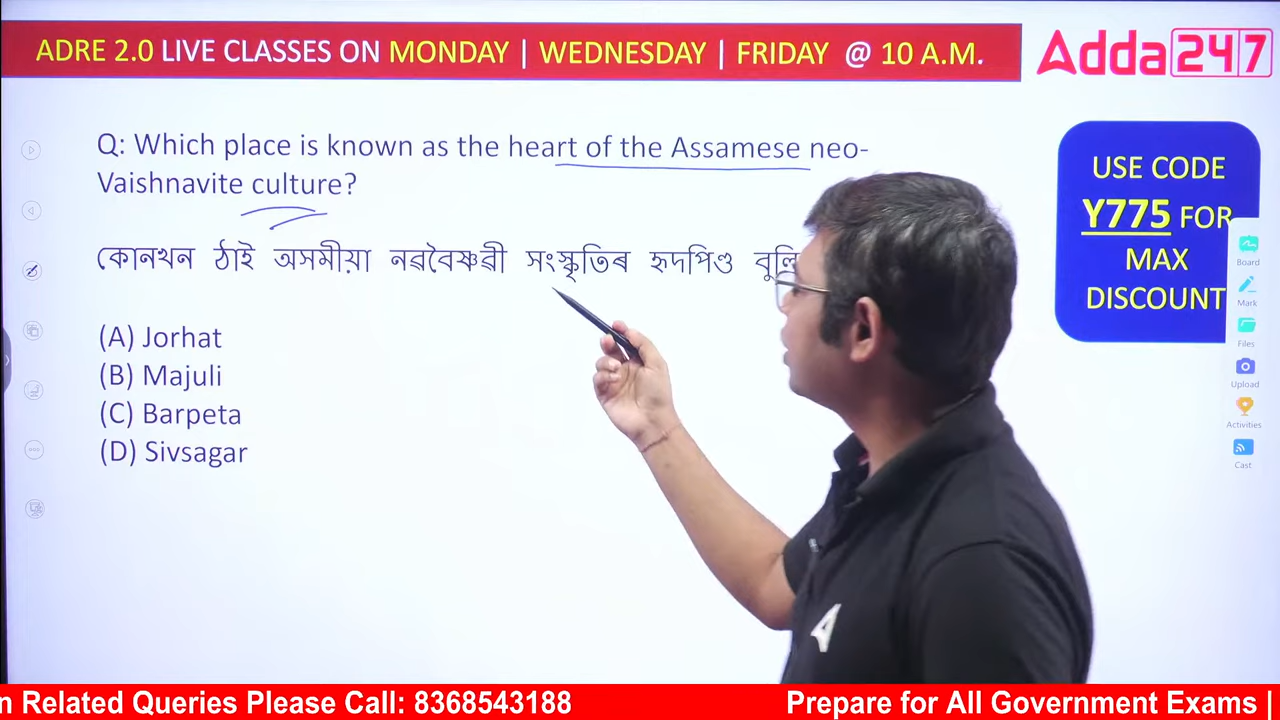 ADRE 2.0 LIVE CLASSES ON MONDAY | WEDNESDAY | FRIDAY @ 10 A.M.
Adda247
Q: Which place is known as the heart of the Assamese neo-
Vaishnavite culture?
কোনখন ঠাই অসমীয়া নৱবৈষ্ণৱী সংস্কৃতিৰ হৃদপিণ্ড
(A) Jorhat
(B) Majuli
(C) Barpeta
(D) Sivsagar
USE CODE
Y775 FOR
MAX
DISCOUNT
Board
Mark
Files
Upload
Activities
Cast
n Related Queries Please Call: 8368543188
Prepare for All Government Exams |